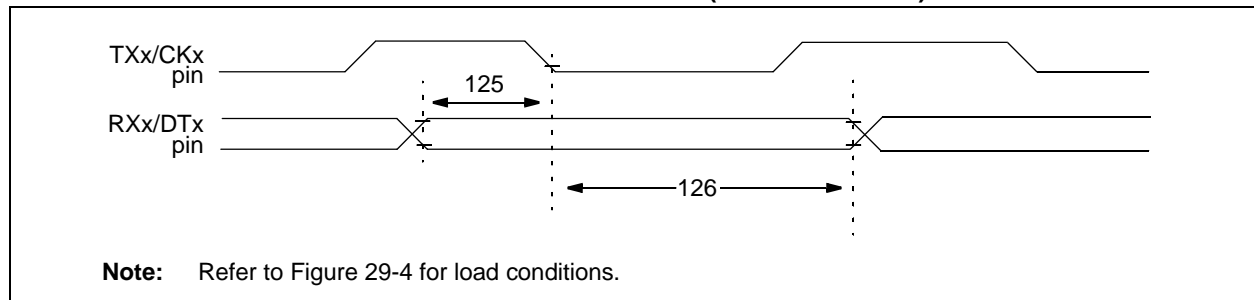 TXx/CKx
pin
125
RXx/DTx
pin
126
Note: Refer to Figure 29-4 for load conditions.